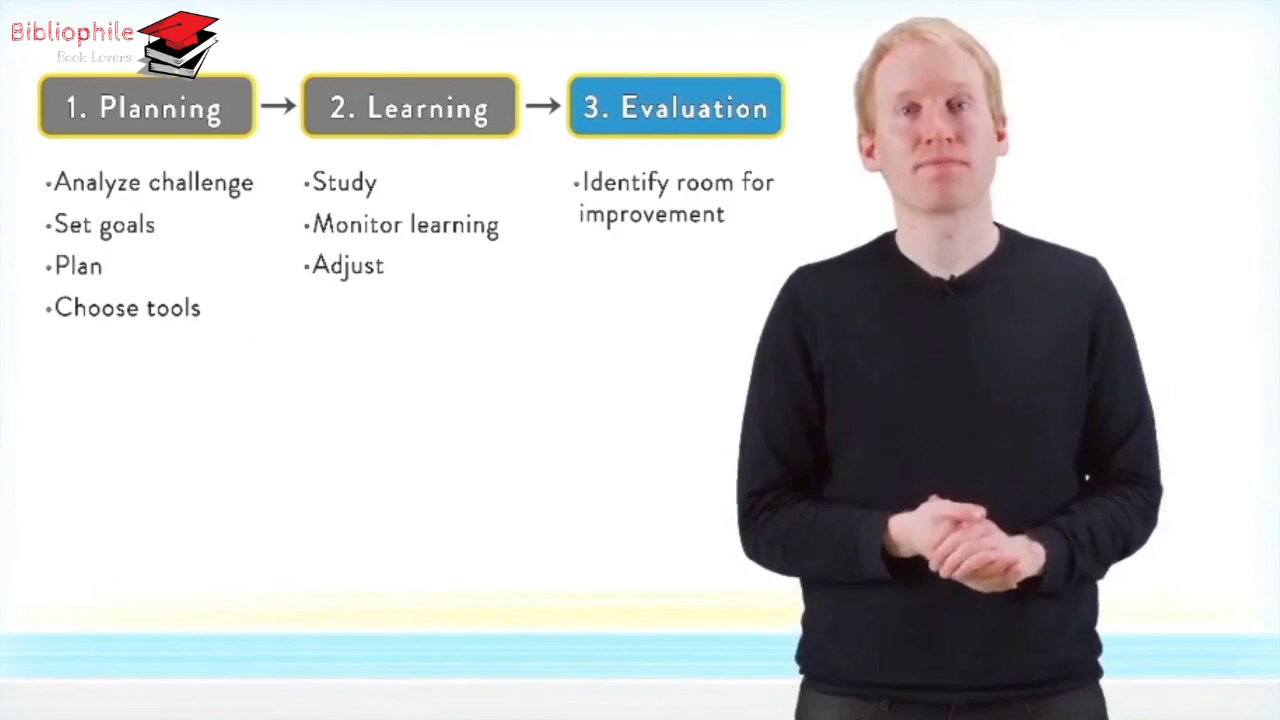 Bibliophile
Book Lovers
1. Planning
2. Learning
3. Evaluation
•Analyze challenge
•Set goals
•Plan
•Choose tools
•Study
•Monitor learning
•Adjust
•Identify room for
improvement